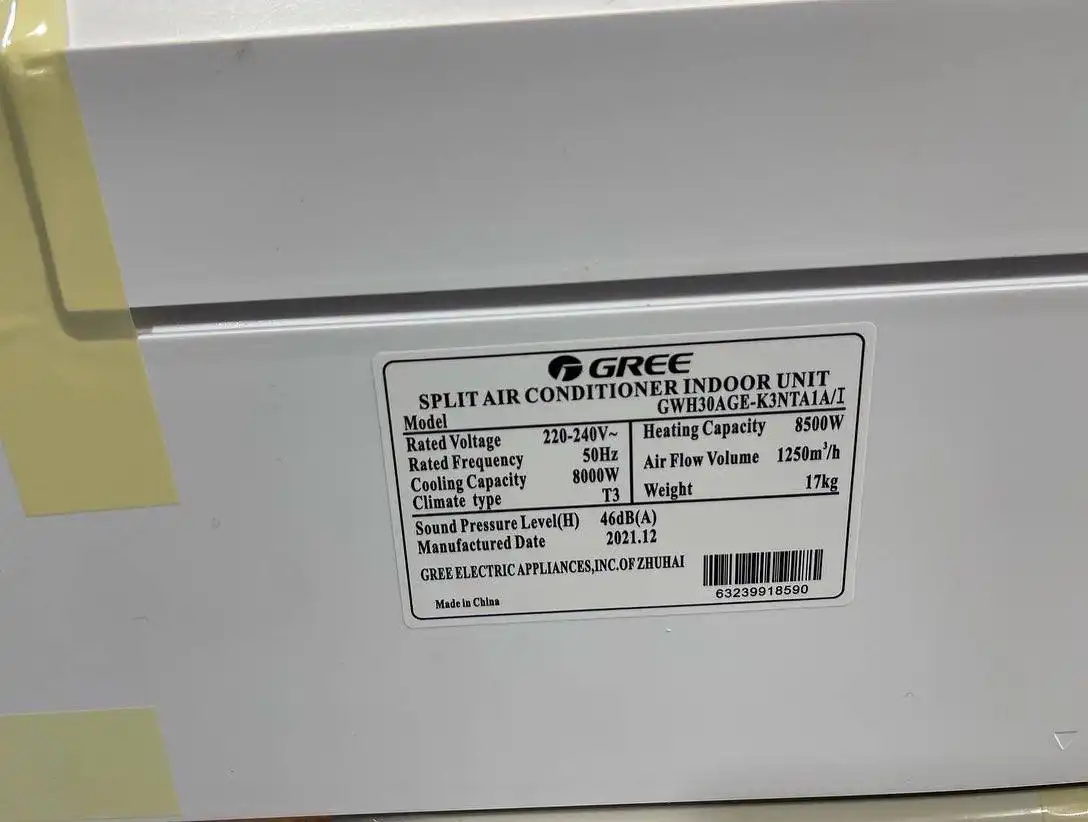 GREE
SPLIT AIR CONDITIONER INDOOR UNIT
Model GWH30AGE-K3NTA1A/I
Rated Voltage 220-240V~
Rated Frequency 50Hz
Cooling Capacity 8000W
Climate type T3
Heating Capacity 8500W
Air Flow Volume 1250m³/h
Weight 17kg
Sound Pressure Level(H) 46dB(A)
Manufactured Date 2021.12
GREE ELECTRIC APPLIANCES,INC.OF ZHUHAI
63239918590
Made in China